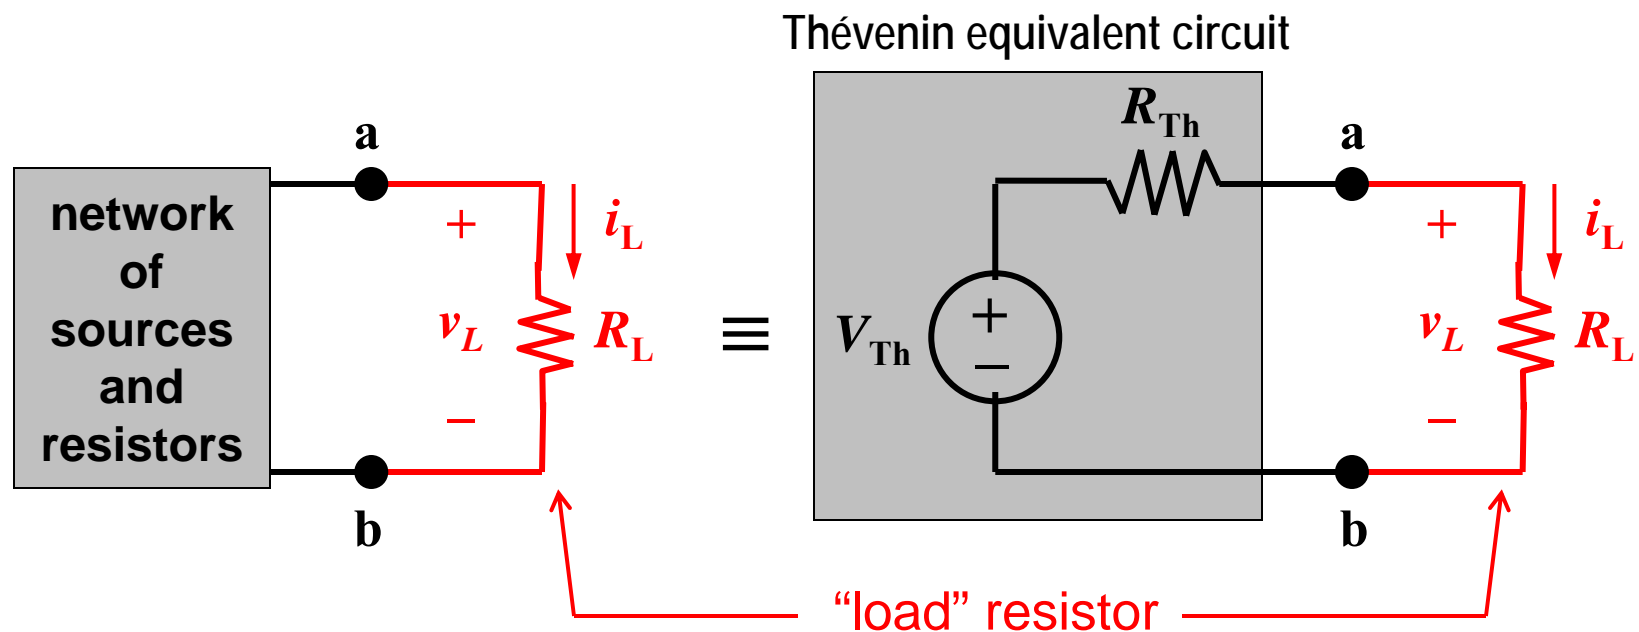 Thévenin equivalent circuit
network
of
sources
and
resistors
a
+
v_L
−
b
i_L
R_L
≡
V_Th
+
−
R_Th
a
+
v_L
−
b
i_L
R_L
“load” resistor